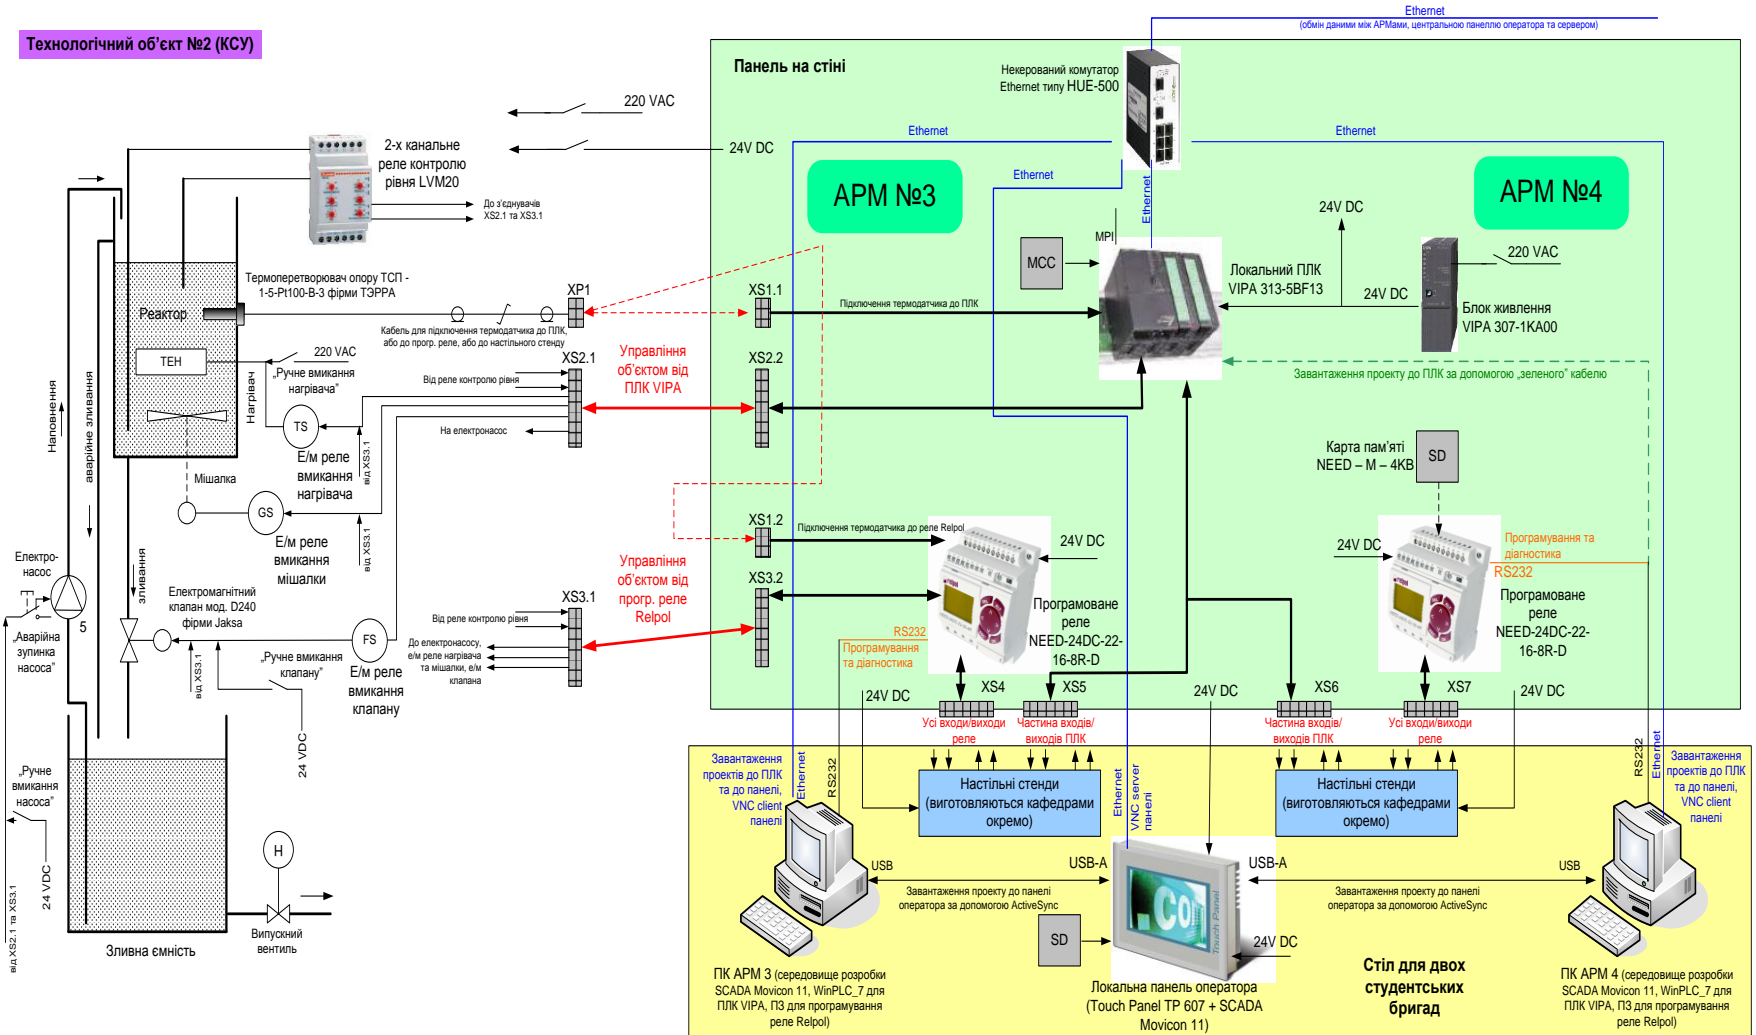 Ethernet
(обмін даними між АРМами, центральною панеллю оператора та сервером)
Технологічний об’єкт №2 (КСУ)
Панель на стіні
Некерований комутатор
Ethernet типу HUE-500
220 VAC
24V DC
2-х канальне
реле контролю
рівня LVM20
До з’єднувачів
XS2.1 та XS3.1
Ethernet
Ethernet
Ethernet
Ethernet
АРМ №3
АРМ №4
24V DC
MPI
MCC
Локальний ПЛК
VIPA 313-5BF13
220 VAC
24V DC
Блок живлення
VIPA 307-1KA00
Термоперетворювач опору ТСП -
1-5-Pt100-B-3 фірми ТЭРРА
Реактор
XP1
XS1.1
Підключення термодатчика до ПЛК
Кабель для підключення термодатчика до ПЛК,
або до прогр. реле, або до настільного стенду
ТЕН
220 VAC
„Ручне вмикання
нагрівача”
Нагрівач
XS2.1
Від реле контролю рівня
На електронасос
Управління
об’єктом від
ПЛК VIPA
XS2.2
Завантаження проекту до ПЛК за допомогою „зеленого” кабелю
TS
Е/м реле
вмикання
нагрівача
від XS3.1
Мішалка
GS
Е/м реле
вмикання
мішалки
від XS3.1
Наповнення
аварійне зливання
зливання
Електро-
насос
5
„Аварійна
зупинка
насоса”
Електромагнітний
клапан мод. D240
фірми Jaksa
від XS3.1
„Ручне вмикання
клапану”
24 VDC
FS
Е/м реле
вмикання
клапану
XS3.1
Від реле контролю рівня
До електронасосу,
е/м реле нагрівача
та мішалки, е/м
клапана
Управління
об’єктом від
прогр. реле
Relpol
XS1.2
Підключення термодатчика до реле Relpol
XS3.2
24V DC
Програмоване
реле
NEED-24DC-22-
16-8R-D
RS232
Програмування
та діагностика
Карта пам’яті
NEED – M – 4KB
SD
24V DC
Програмування та
діагностика
RS232
Програмоване
реле
NEED-24DC-22-
16-8R-D
24V DC
XS4
XS5
24V DC
XS6
XS7
24V DC
Усі входи/виходи
реле
Частина входів/
виходів ПЛК
Частина входів/
виходів ПЛК
Усі входи/виходи
реле
Завантаження
проектів до ПЛК
та до панелі,
VNC client
панелі
Ethernet
RS232
Настільні стенди
(виготовляються кафедрами
окремо)
Ethernet
VNC server
панелі
Настільні стенди
(виготовляються кафедрами
окремо)
RS232
Ethernet
Завантаження
проектів до ПЛК
та до панелі,
VNC client
панелі
USB
USB-A
Завантаження проекту до панелі
оператора за допомогою ActiveSync
USB-A
USB
Завантаження проекту до панелі
оператора за допомогою ActiveSync
Touch Panel
SD
24V DC
Локальна панель оператора
(Touch Panel TP 607 + SCADA
Movicon 11)
ПК АРМ 3 (середовище розробки
SCADA Movicon 11, WinPLC_7 для
ПЛК VIPA, ПЗ для програмування
реле Relpol)
Стіл для двох
студентських
бригад
ПК АРМ 4 (середовище розробки
SCADA Movicon 11, WinPLC_7 для
ПЛК VIPA, ПЗ для програмування
реле Relpol)
„Ручне
вмикання
насоса”
24 VDC
від XS2.1 та XS3.1
H
Випускний
вентиль
Зливна ємність